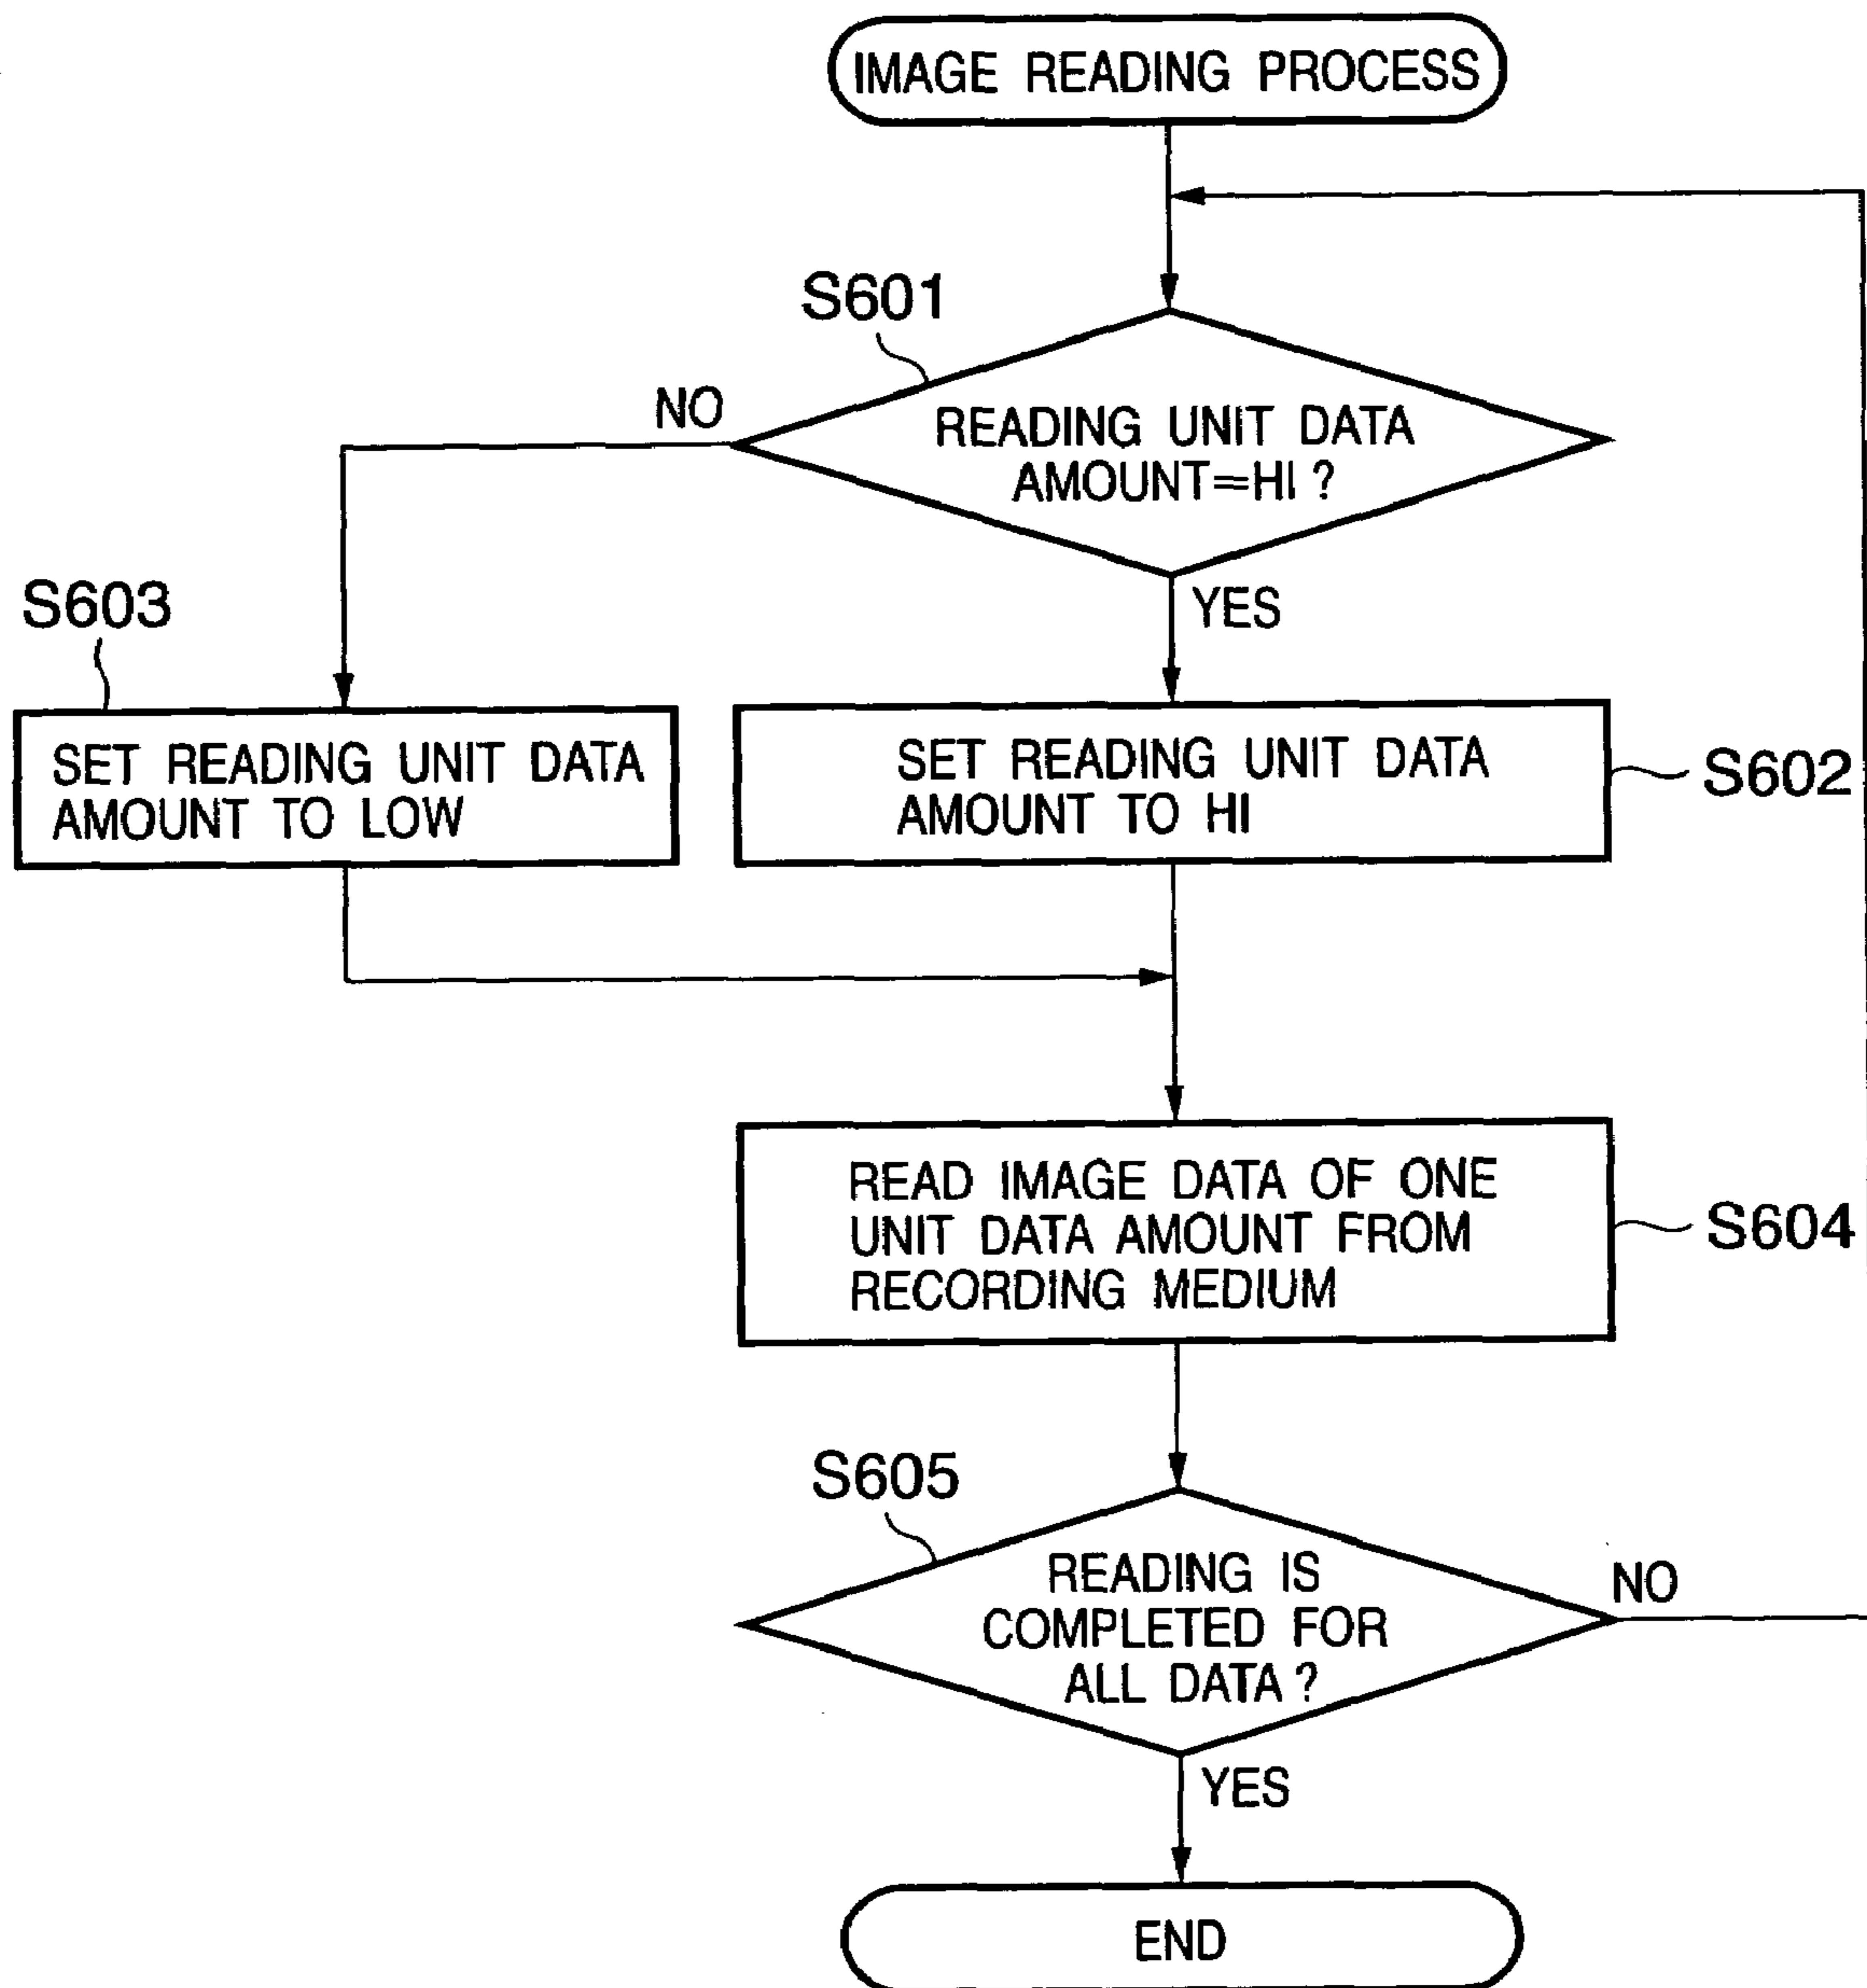 IMAGE READING PROCESS
S601
NO
READING UNIT DATA
AMOUNT=HI ?
YES
S603
SET READING UNIT DATA
AMOUNT TO LOW
SET READING UNIT DATA
AMOUNT TO HI
S602
READ IMAGE DATA OF ONE
UNIT DATA AMOUNT FROM
RECORDING MEDIUM
S604
S605
READING IS
COMPLETED FOR
ALL DATA ?
NO
YES
END